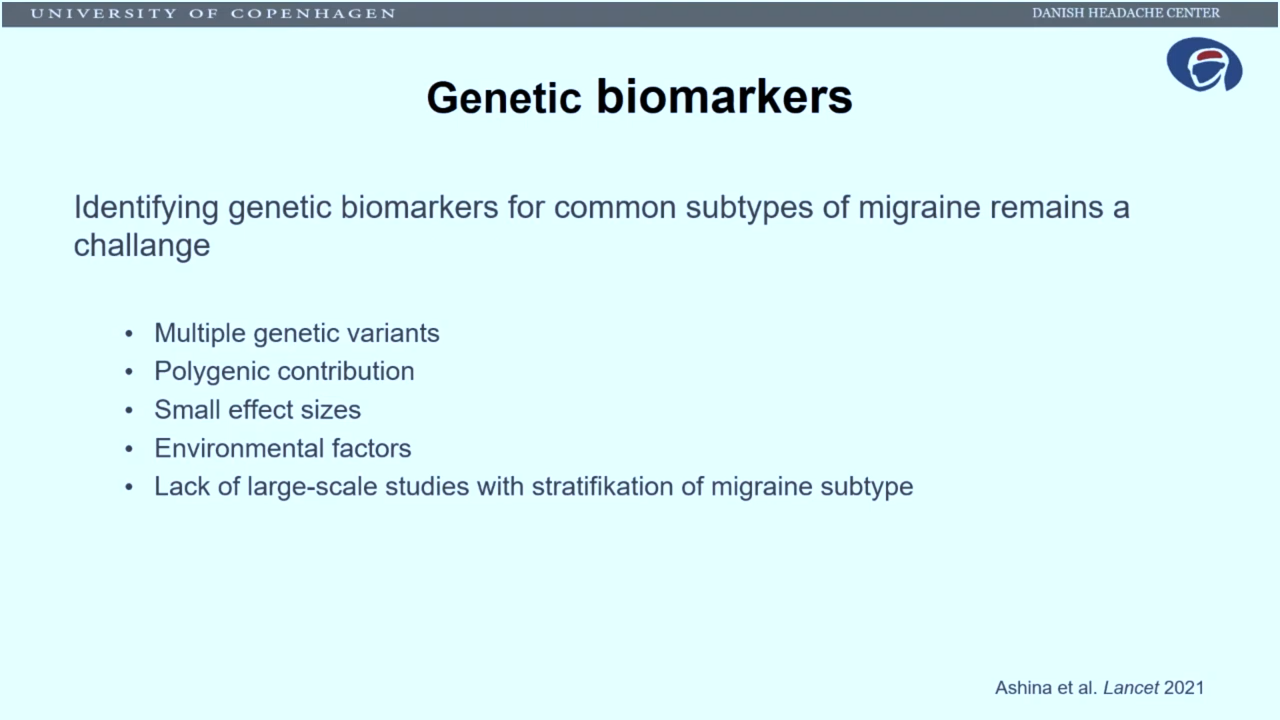 UNIVERSITY OF COPENHAGEN
DANISH HEADACHE CENTER
Genetic biomarkers
Identifying genetic biomarkers for common subtypes of migraine remains a
challange
• Multiple genetic variants
• Polygenic contribution
• Small effect sizes
• Environmental factors
• Lack of large-scale studies with stratifikation of migraine subtype
Ashina et al. Lancet 2021